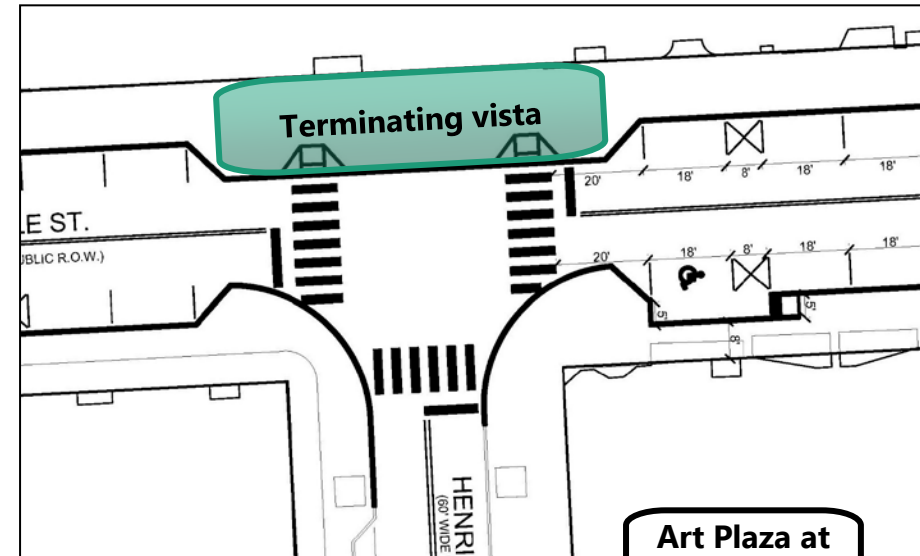 Terminating vista
20'
18'
8'
18'
18'
LE ST.
UBLIC R.O.W.)
20'
18'
8'
18'
18'
5'
5'
8'
HENRI
(60' WIDE
Art Plaza at